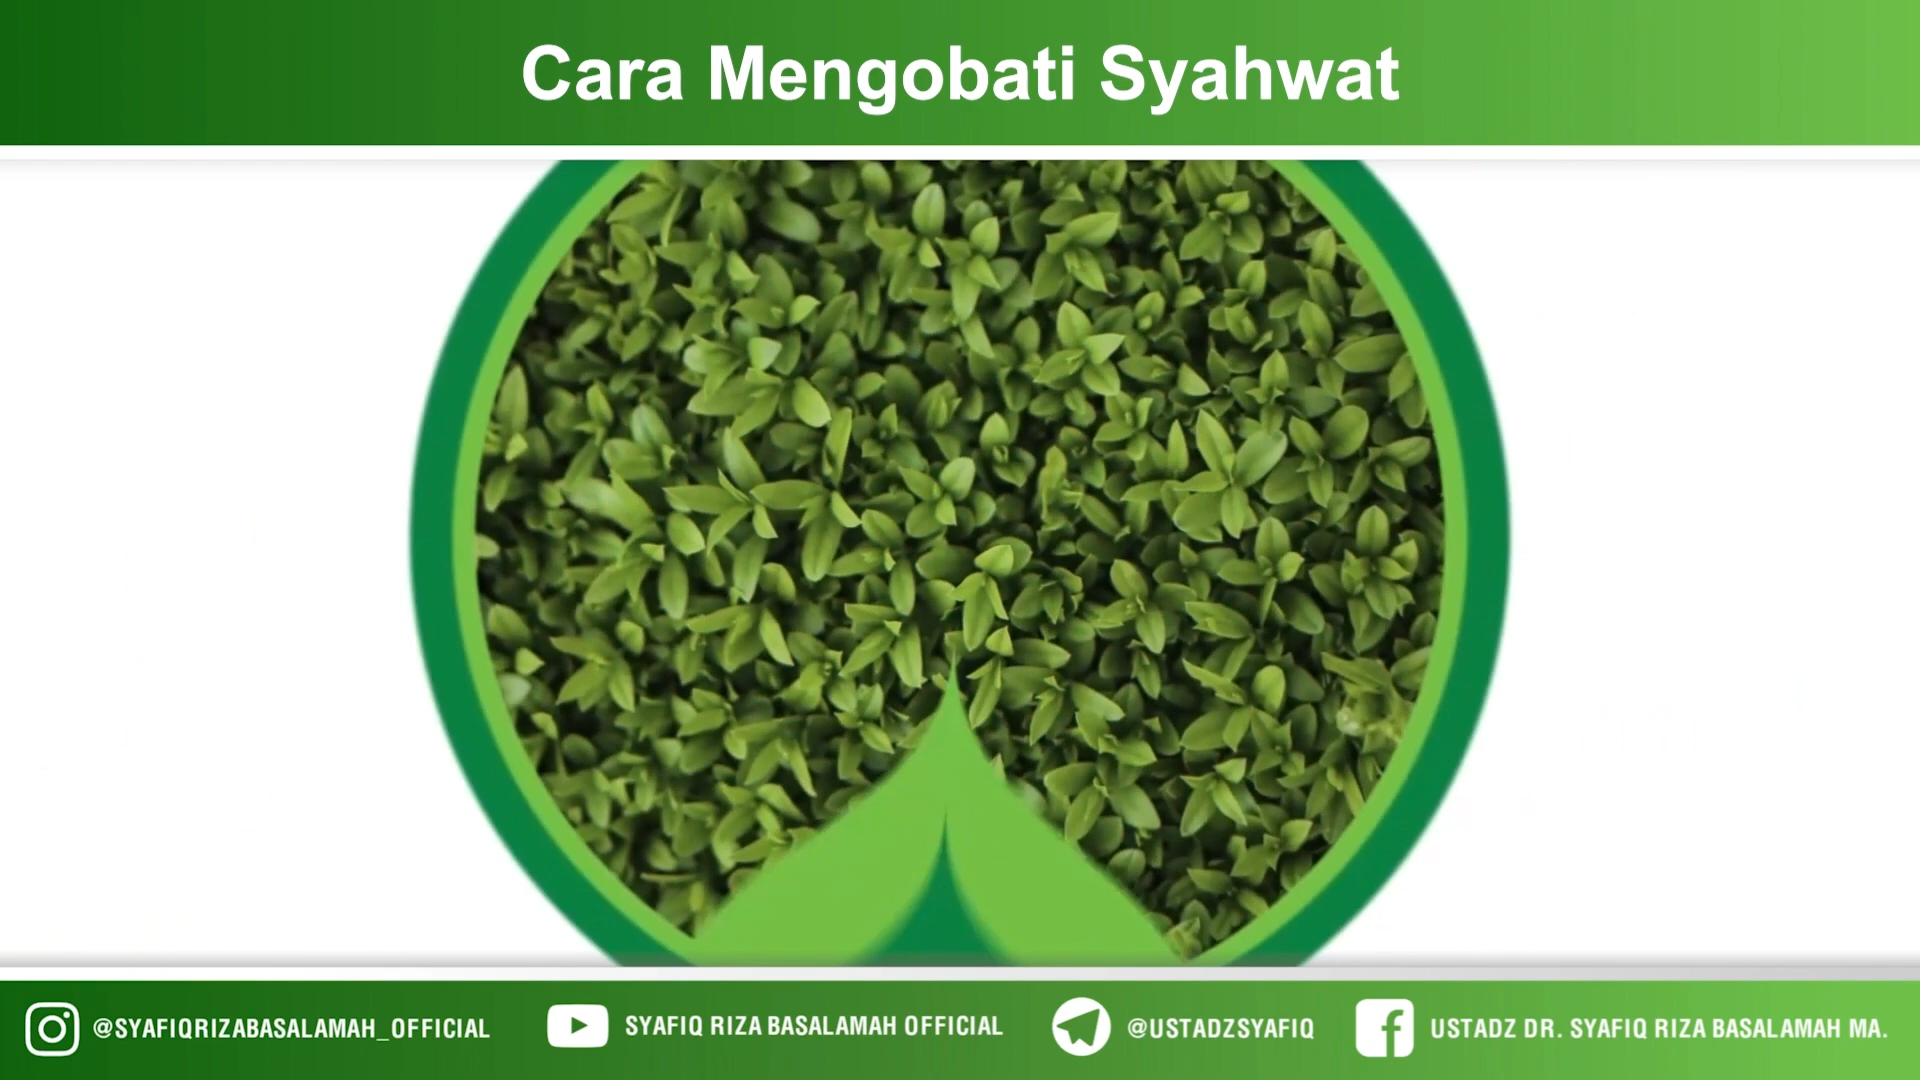 Cara Mengobati Syahwat
@SYAFIQRIZABASALAMAH_OFFICIAL
SYAFIQ RIZA BASALAMAH OFFICIAL
@USTADZSYAFIQ
USTADZ DR. SYAFIQ RIZA BASALAMAH MA.